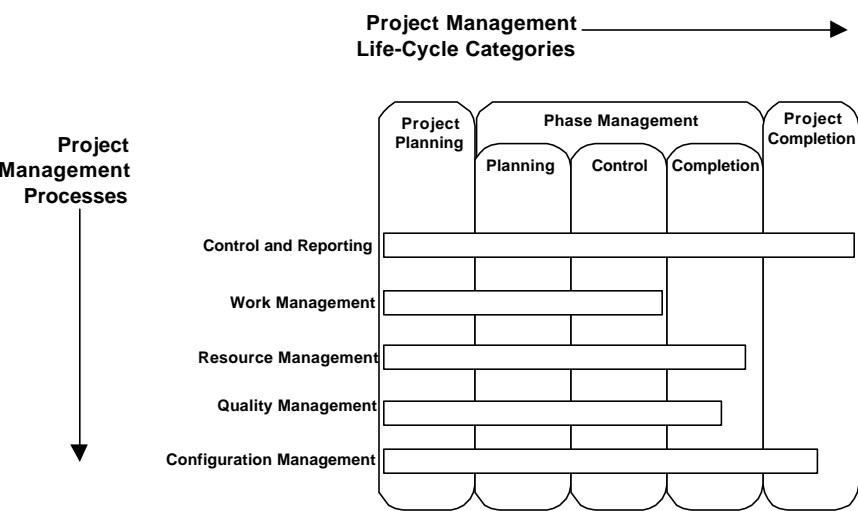 Project Management
Life-Cycle Categories
Project
Management
Processes
Project
Planning
Phase Management
Project
Completion
Planning
Control
Completion
Control and Reporting
Work Management
Resource Management
Quality Management
Configuration Management